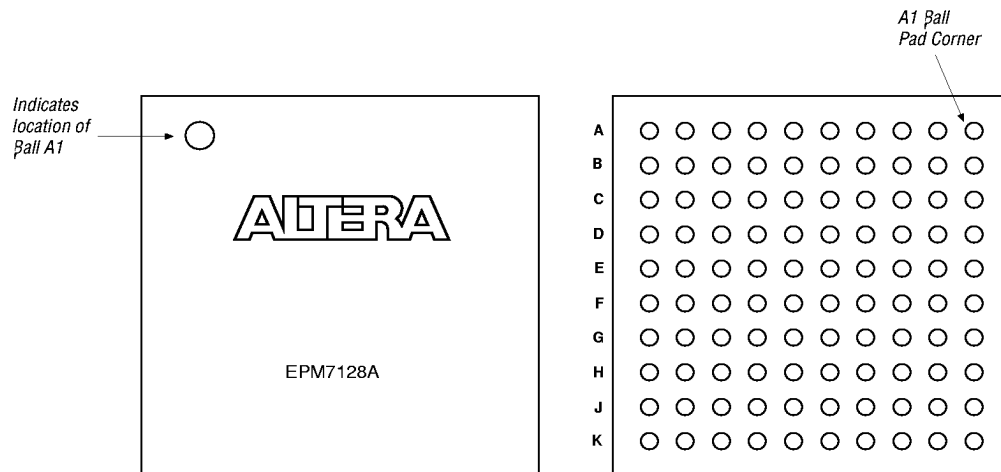 A1 Ball
Pad Corner
Indicates
location of
Ball A1
ALTERA
EPM7128A
A
B
C
D
E
F
G
H
J
K